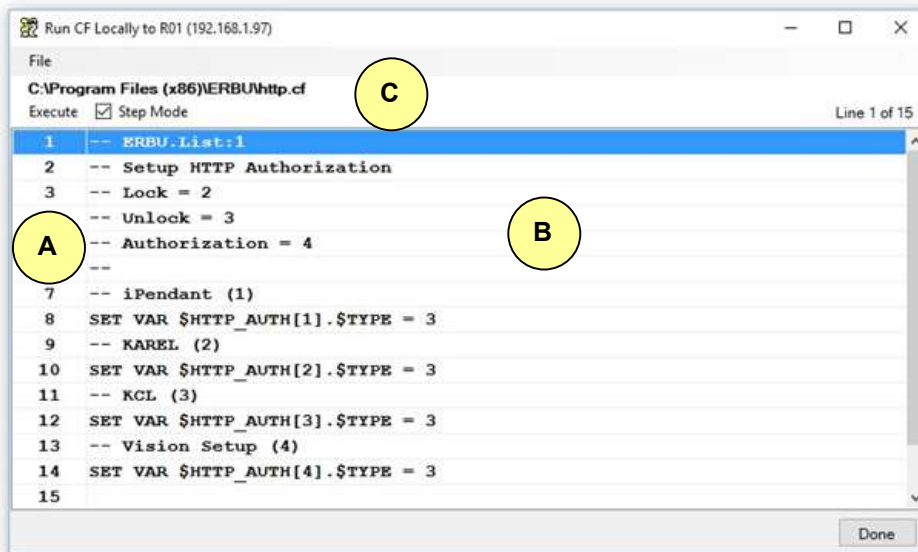 Run CF Locally to R01 (192.168.1.97)
File
C:\Program Files (x86)\ERBU\http.cf
C
Execute Step Mode Line 1 of 15
1 -- ERBU.List:1
2 -- Setup HTTP Authorization
3 -- Lock = 2
-- Unlock = 3
A -- Authorization = 4 B
--
7 -- iPendant (1)
8 SET VAR $HTTP_AUTH[1].$TYPE = 3
9 -- KAREL (2)
10 SET VAR $HTTP_AUTH[2].$TYPE = 3
11 -- KCL (3)
12 SET VAR $HTTP_AUTH[3].$TYPE = 3
13 -- Vision Setup (4)
14 SET VAR $HTTP_AUTH[4].$TYPE = 3
15
Done